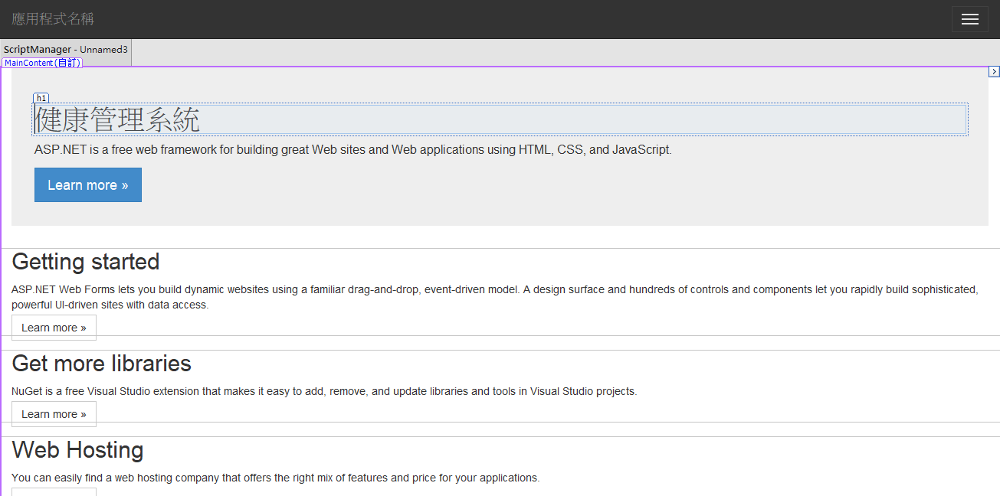 應用程式名稱
ScriptManager - Unnamed3
MainContent (自訂)
h1
健康管理系統
ASP.NET is a free web framework for building great Web sites and Web applications using HTML, CSS, and JavaScript.
Learn more »
Getting started
ASP.NET Web Forms lets you build dynamic websites using a familiar drag-and-drop, event-driven model. A design surface and hundreds of controls and components let you rapidly build sophisticated,
powerful UI-driven sites with data access.
Learn more »
Get more libraries
NuGet is a free Visual Studio extension that makes it easy to add, remove, and update libraries and tools in Visual Studio projects.
Learn more »
Web Hosting
You can easily find a web hosting company that offers the right mix of features and price for your applications.